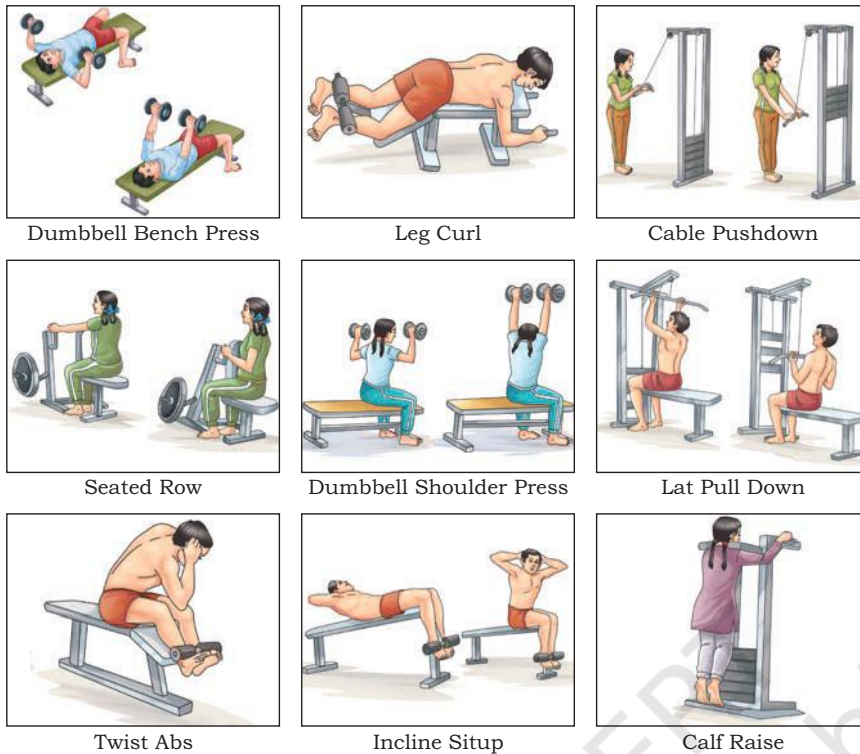 Dumbbell Bench Press
Leg Curl
Cable Pushdown
Seated Row
Dumbbell Shoulder Press
Lat Pull Down
Twist Abs
Incline Situp
Calf Raise